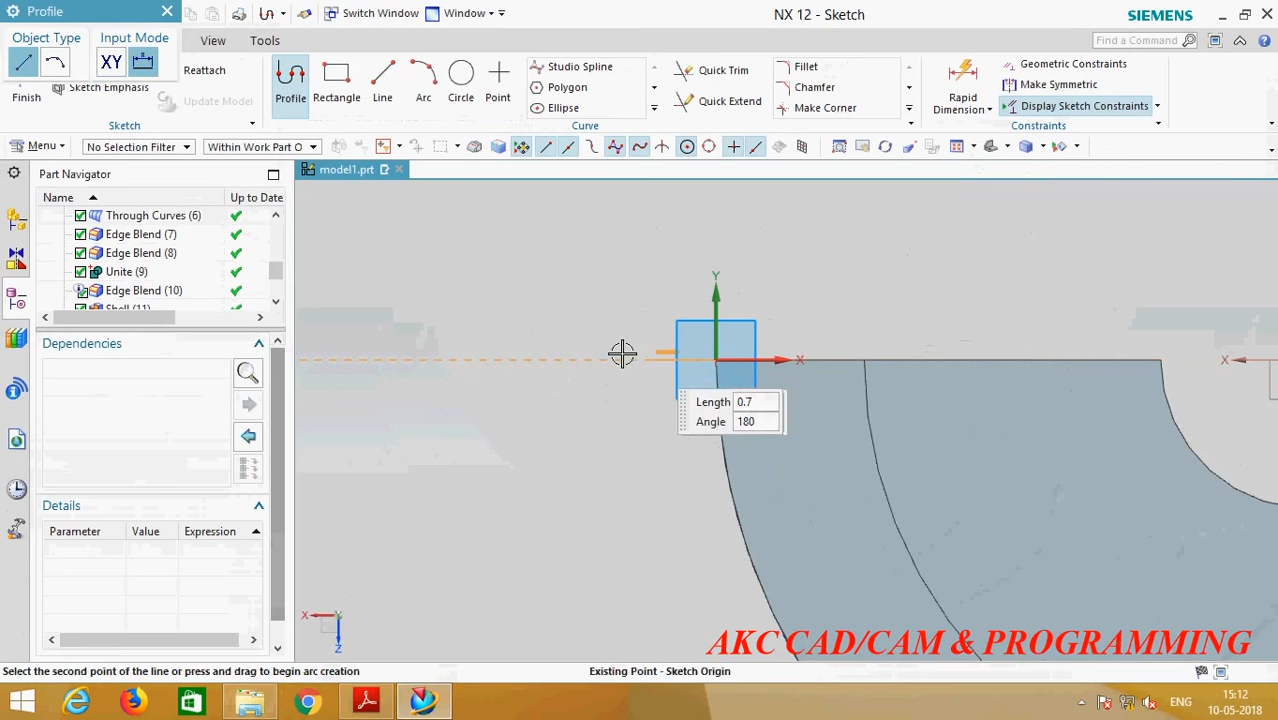 Profile
Switch Window
Window
NX 12 - Sketch
SIEMENS
Object Type
Input Mode
XY
View
Tools
Find a Command
Reattach
Sketch Emphasis
Update Model
Finish
Sketch
Profile
Rectangle
Line
Arc
Circle
Point
Studio Spline
Polygon
Ellipse
Quick Trim
Quick Extend
Fillet
Chamfer
Make Corner
Curve
Rapid
Dimension
Geometric Constraints
Make Symmetric
Display Sketch Constraints
Constraints
Menu
No Selection Filter
Within Work Part O
Part Navigator
model1.prt
Name
Up to Date
Through Curves (6)
Edge Blend (7)
Edge Blend (8)
Unite (9)
Edge Blend (10)
Shell (11)
Dependencies
Details
Parameter
Value
Expression
Y
X
X
Length 0.7
Angle 180
X
Y
Z
AKC CAD/CAM & PROGRAMMING
Select the second point of the line or press and drag to begin arc creation
Existing Point - Sketch Origin
ENG
15:12
10-05-2018